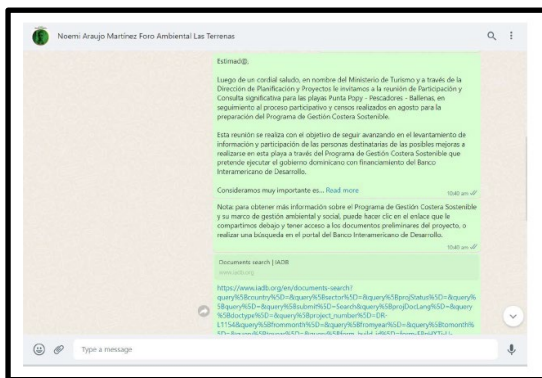 Noemi Araujo Martínez Foro Ambiental Las Terrenas
Estimad@,
Luego de un cordial saludo, en nombre del Ministerio de Turismo y a través de la
Dirección de Planificación y Proyectos le invitamos a la reunión de Participación y
Consulta significativa para las playas Punta Popy - Pescadores - Ballenas, en
seguimiento al proceso participativo y censos realizados en agosto para la
preparación del Programa de Gestión Costera Sostenible.
Esta reunión se realiza con el objetivo de seguir avanzando en el levantamiento de
información y participación de las personas destinatarias de las posibles mejoras a
realizarse en esta playa a través del Programa de Gestión Costera Sostenible que
pretende ejecutar el gobierno dominicano con financiamiento del Banco
Interamericano de Desarrollo.
Consideramos muy importante es... Read more
10:40 am
Nota: para obtener más información sobre el Programa de Gestión Costera Sostenible
y su marco de gestión ambiental y social, puede hacer clic en el enlace que le
compartimos debajo y tener acceso a los documentos preliminares del proyecto, o
realizar una búsqueda en el portal del Banco Interamericano de Desarrollo.
10:40 am
Documents search | IADB
www.iadb.org
https://www.iadb.org/en/documents-search?
query%5Bcountry%5D=&query%5Bsector%5D=&query%5BprojStatus%5D=&query%
5Bquery%5D=&query%5Bsubmit%5D=Search&query%5BprojDocLang%5D=&query
%5Bdoctype%5D=&query%5Bproject_number%5D=DR-
L1154&query%5Bfrommonth%5D=&query%5Bfromyear%5D=&query%5Btomonth%
Type a message